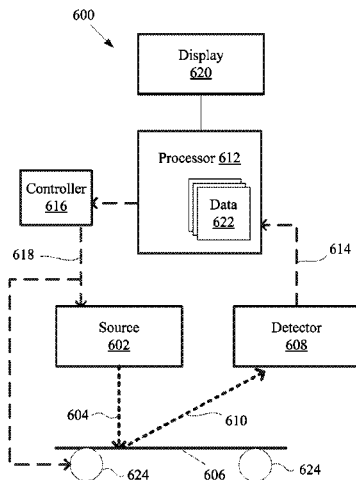 600
Display
620
Processor 612
Data
622
Controller
616
618
614
Source
602
Detector
608
604
610
624
606
624